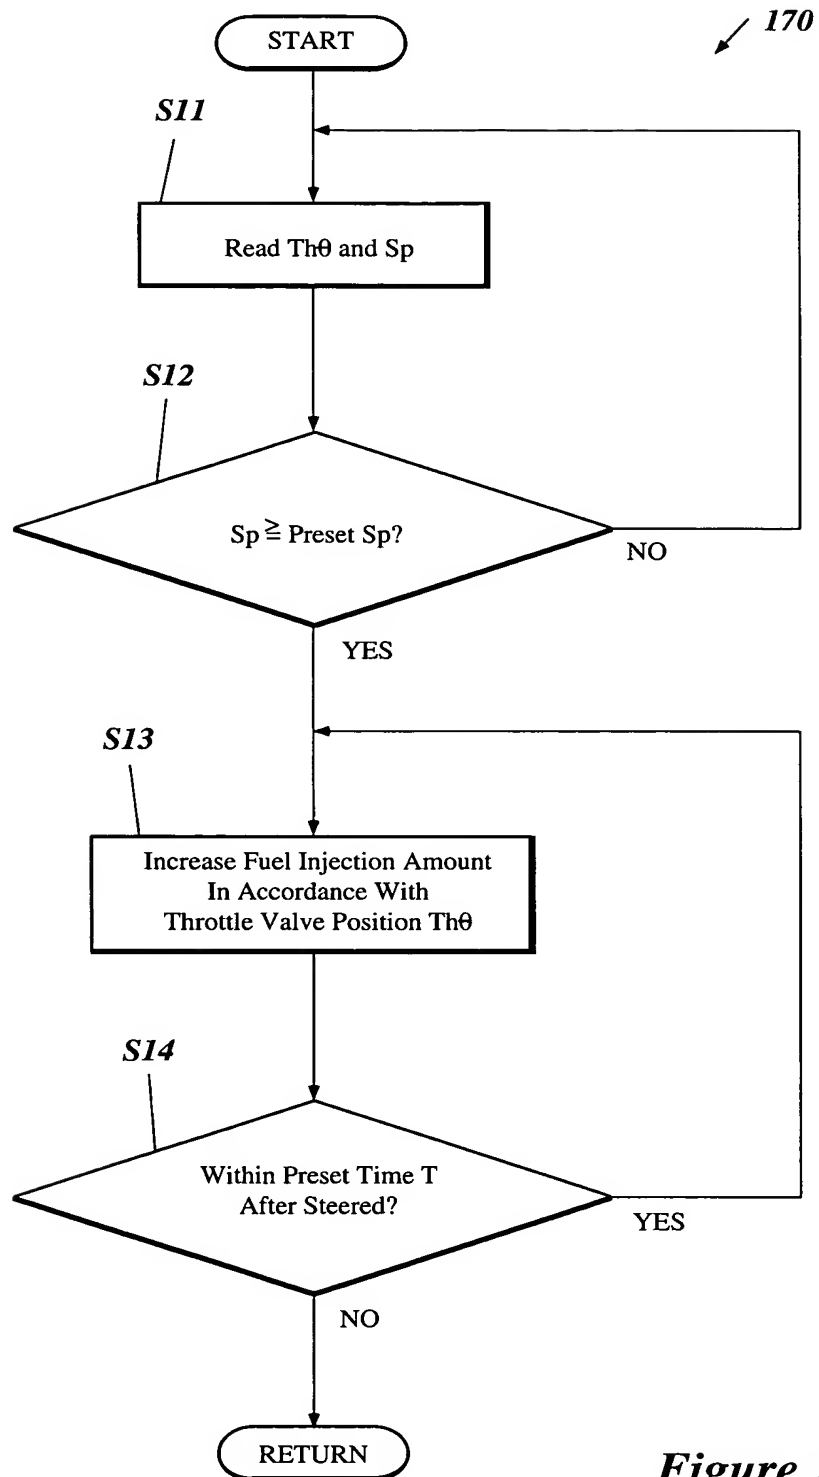 170
START
S11
Read Thθ and Sp
S12
Sp ≧ Preset Sp?
NO
YES
S13
Increase Fuel Injection Amount
In Accordance With
Throttle Valve Position Thθ
S14
Within Preset Time T
After Steered?
YES
NO
RETURN
Figure